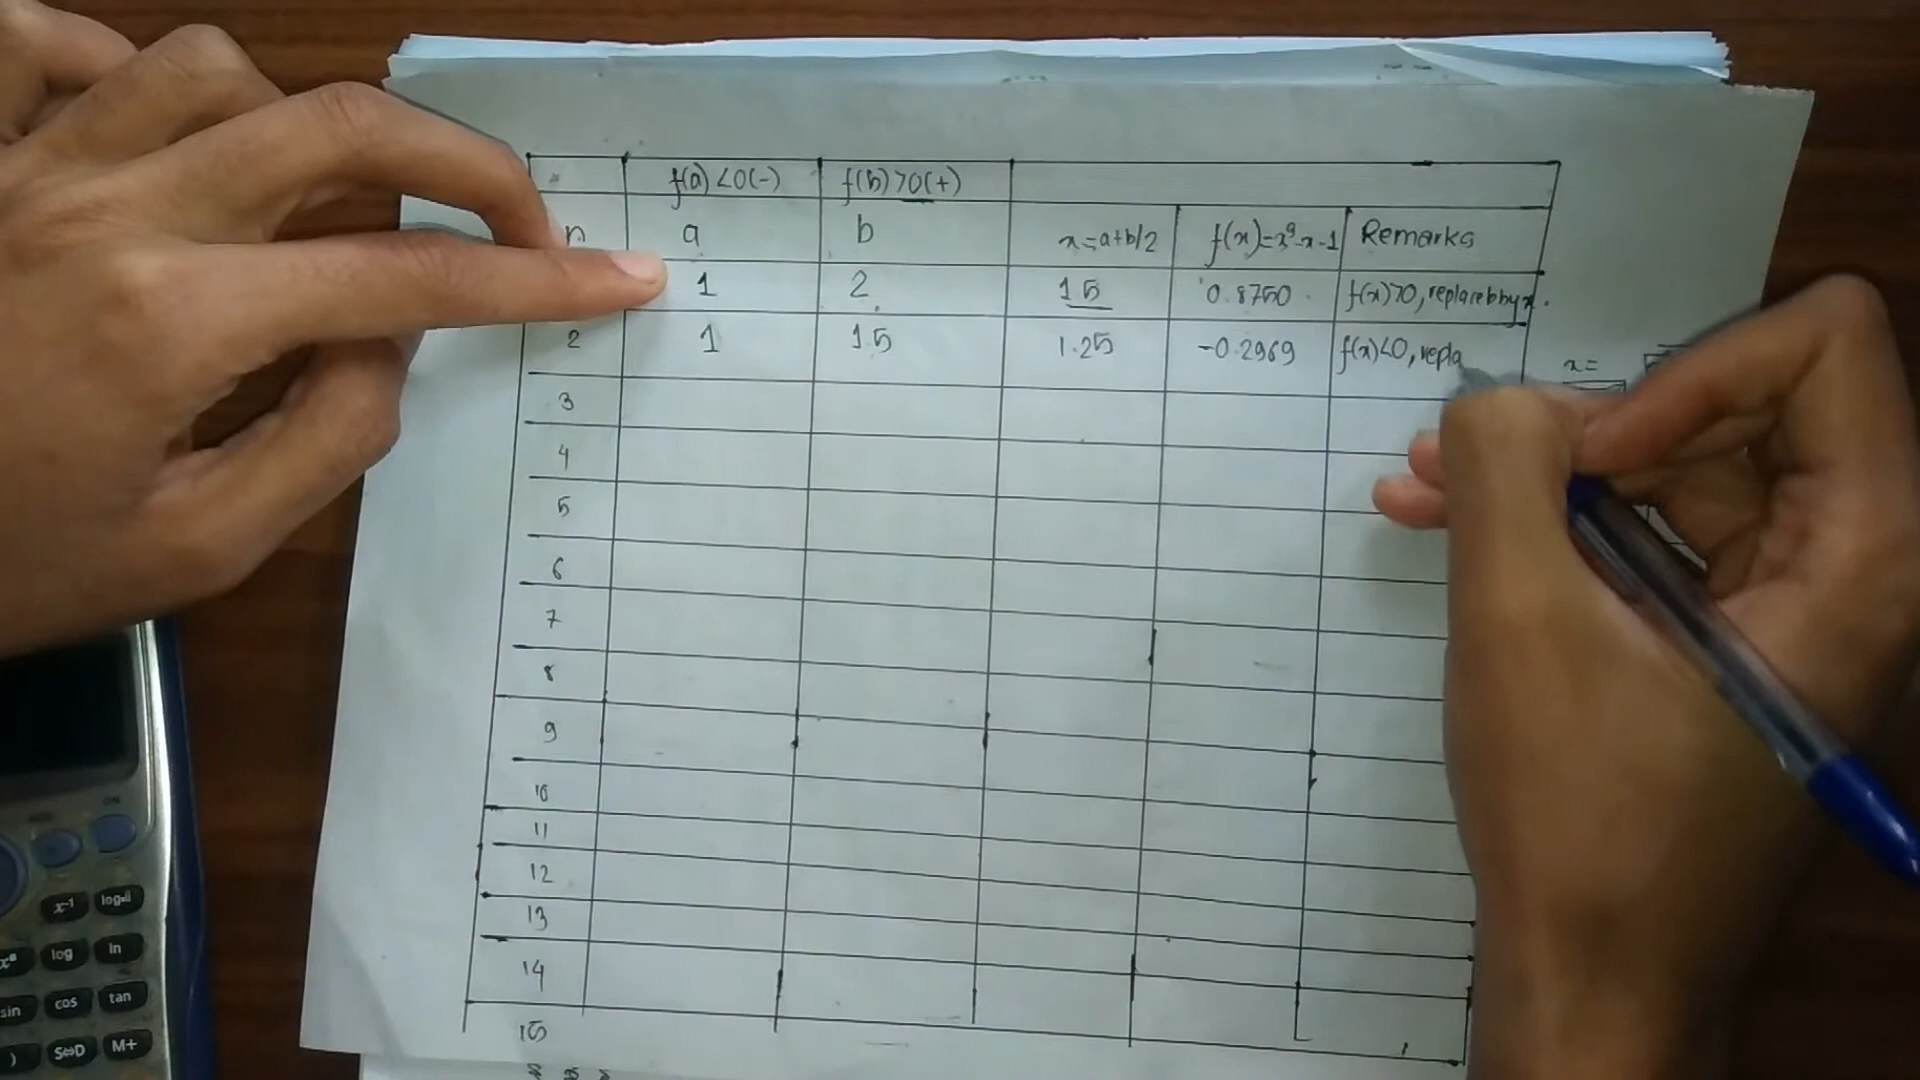 f(a) <0(-) f(b) >0(+)
n a b x=a+b/2 f(x)=x³-x-1 Remarks
1 2 1.5 0.8750 f(x)>0, replace b by x.
2 1 1.5 1.25 -0.2969 f(x)<0, repla
x=
3
4
5
6
7
8
9
10
11
12
13
14
15
ON
x⁻¹ log
log ln
sin cos tan
) S⇔D M+